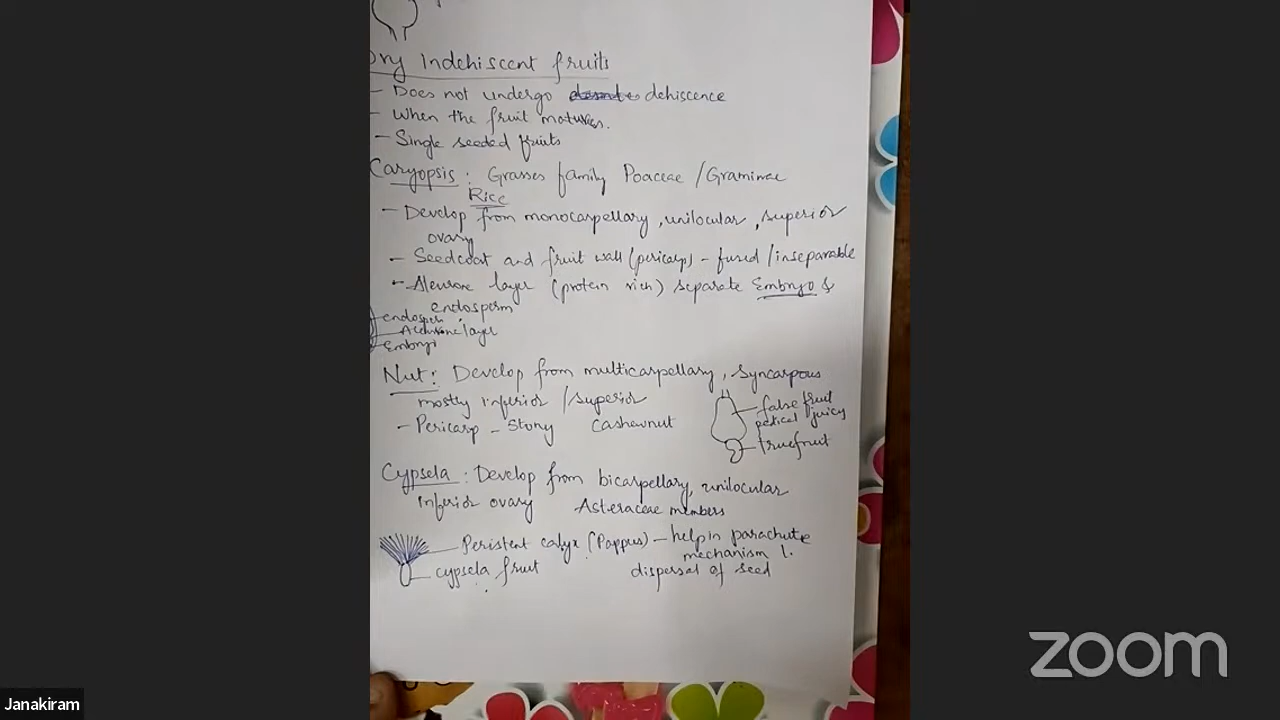 Dry Indehiscent fruits
- Does not undergo dehiscence
- When the fruit matures.
- Single seeded fruits
Caryopsis : Grasses family Poaceae / Graminae
Rice
- Develop from monocarpellary, unilocular, superior
ovary
- Seedcoat and fruit wall (pericarp) - fused / inseparable
- Aleurone layer (protein rich) separate Embryo &
endosperm
endosperm
Aleurone layer
Embryo
Nut: Develop from multicarpellary, syncarpous
mostly inferior / superior
- Pericarp - Stony Cashewnut
false fruit
pedical juicy
true fruit
Cypsela : Develop from bicarpellary, unilocular
Inferior ovary Asteraceae members
Peristent calyx (Pappus) - help in parachute
mechanism
cypsela fruit dispersal of seed
zoom
Janakiram